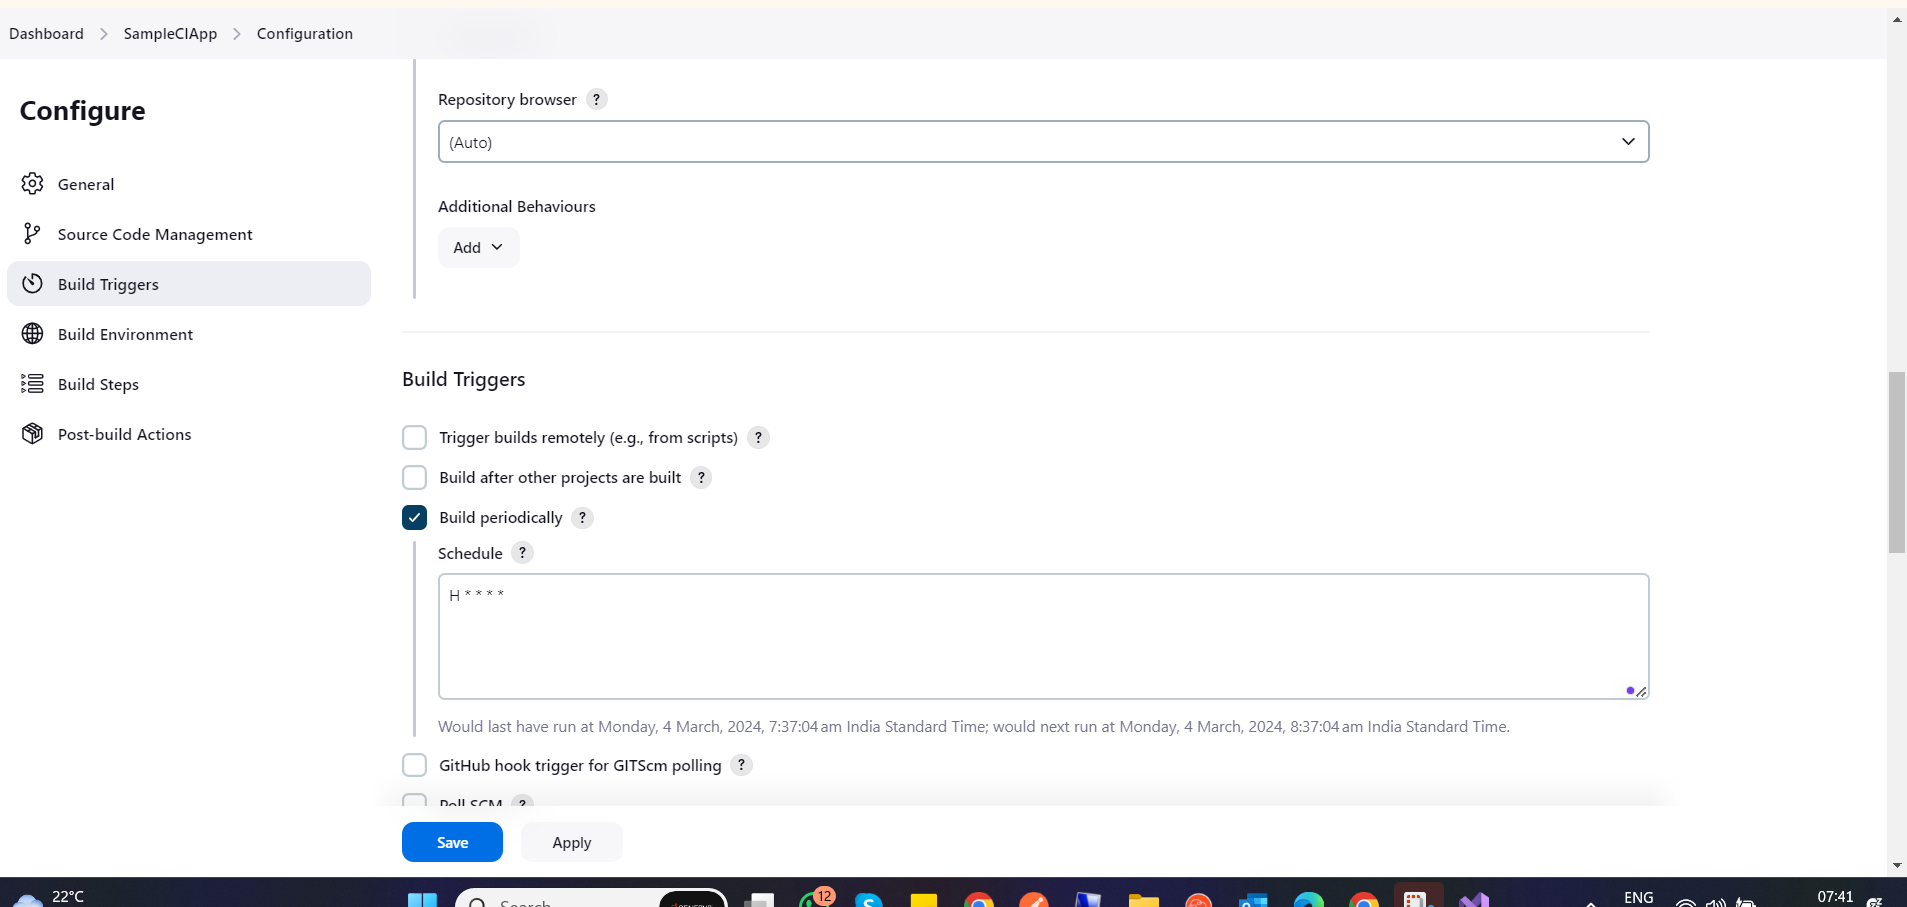 Dashboard > SampleCIApp > Configuration
Configure
General
Source Code Management
Build Triggers
Build Environment
Build Steps
Post-build Actions
Repository browser ?
(Auto)
Additional Behaviours
Add
Build Triggers
Trigger builds remotely (e.g., from scripts) ?
Build after other projects are built ?
Build periodically ?
Schedule ?
H * * * *
Would last have run at Monday, 4 March, 2024, 7:37:04 am India Standard Time; would next run at Monday, 4 March, 2024, 8:37:04 am India Standard Time.
GitHub hook trigger for GITScm polling ?
Poll SCM ?
Save
Apply
22°C
Search
12
ENG
07:41